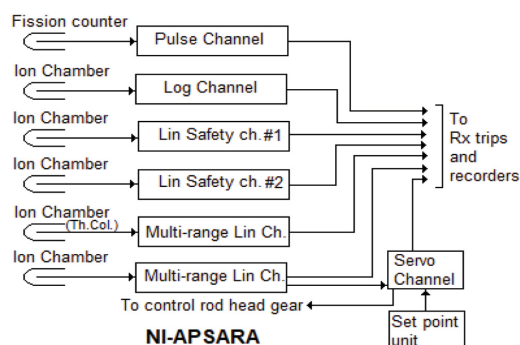 Fission counter
Pulse Channel
Ion Chamber
Log Channel
Ion Chamber
Lin Safety ch.#1
Ion Chamber
Lin Safety ch.#2
Ion Chamber
(Th.Col.)
Multi-range Lin Ch.
Ion Chamber
Multi-range Lin Ch.
To
Rx trips
and
recorders
Servo
Channel
To control rod head gear
Set point
unit
NI-APSARA